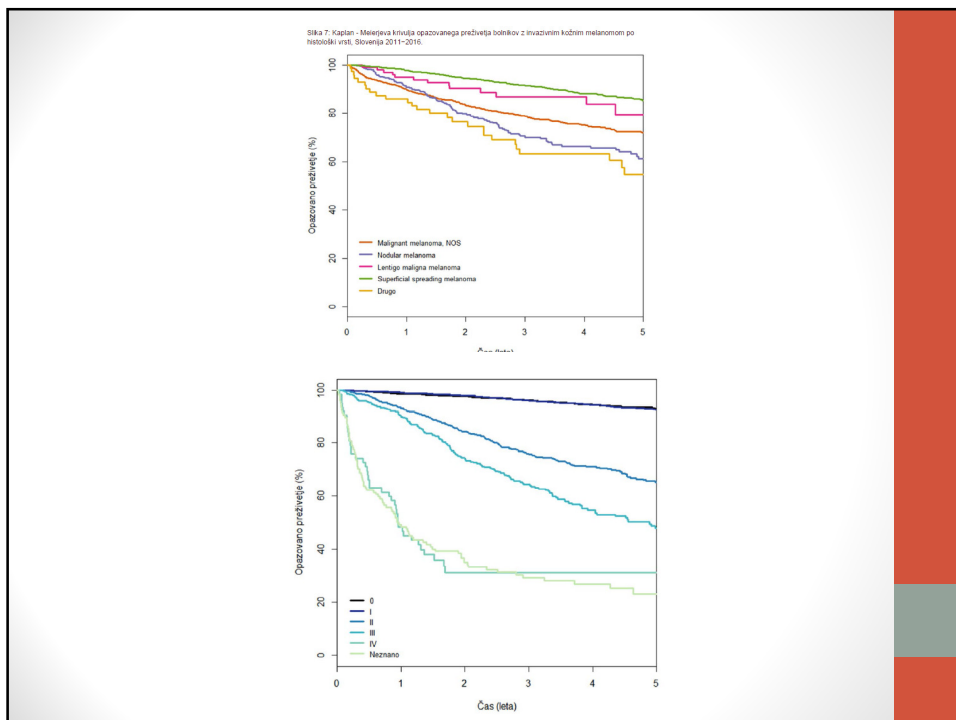 Slika 7: Kaplan - Meierjeva krivulja opazovanega preživetja bolnikov z invazivnim kožnim melanomom po
histološki vrsti, Slovenija 2011–2016.
Opazovano preživetje (%)
100
80
60
40
20
0
Malignant melanoma, NOS
Nodular melanoma
Lentigo maligna melanoma
Superficial spreading melanoma
Drugo
0 1 2 3 4 5
Čas (leta)
Opazovano preživetje (%)
100
80
60
40
20
0
0
I
II
III
IV
Neznano
0 1 2 3 4 5
Čas (leta)